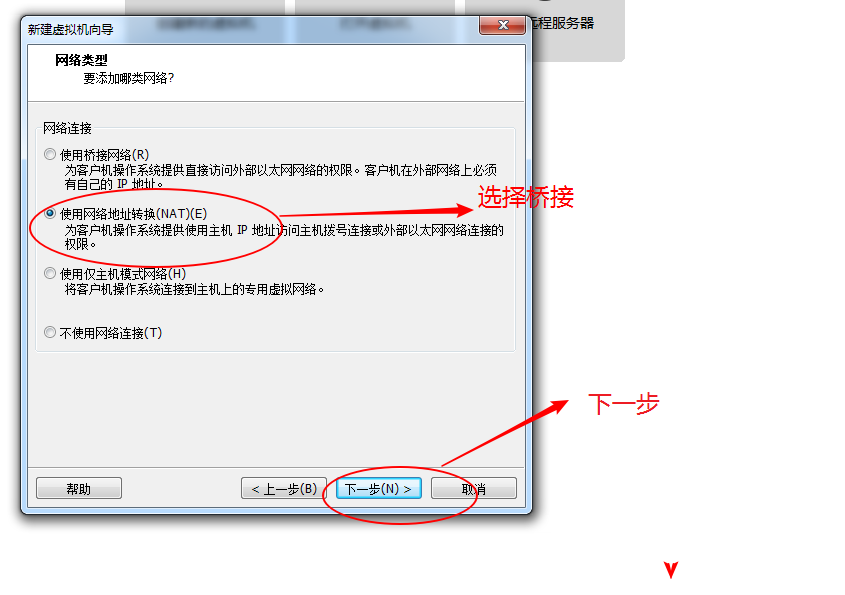 新建虚拟机向导
远程服务器
网络类型
要添加哪类网络?
网络连接
使用桥接网络(R)
为客户机操作系统提供直接访问外部以太网网络的权限。客户机在外部网络上必须
有自己的 IP 地址。
选择桥接
使用网络地址转换(NAT)(E)
为客户机操作系统提供使用主机 IP 地址访问主机拨号连接或外部以太网网络连接的
权限。
使用仅主机模式网络(H)
将客户机操作系统连接到主机上的专用虚拟网络。
不使用网络连接(T)
下一步
帮助
< 上一步(B)
下一步(N) >
取消